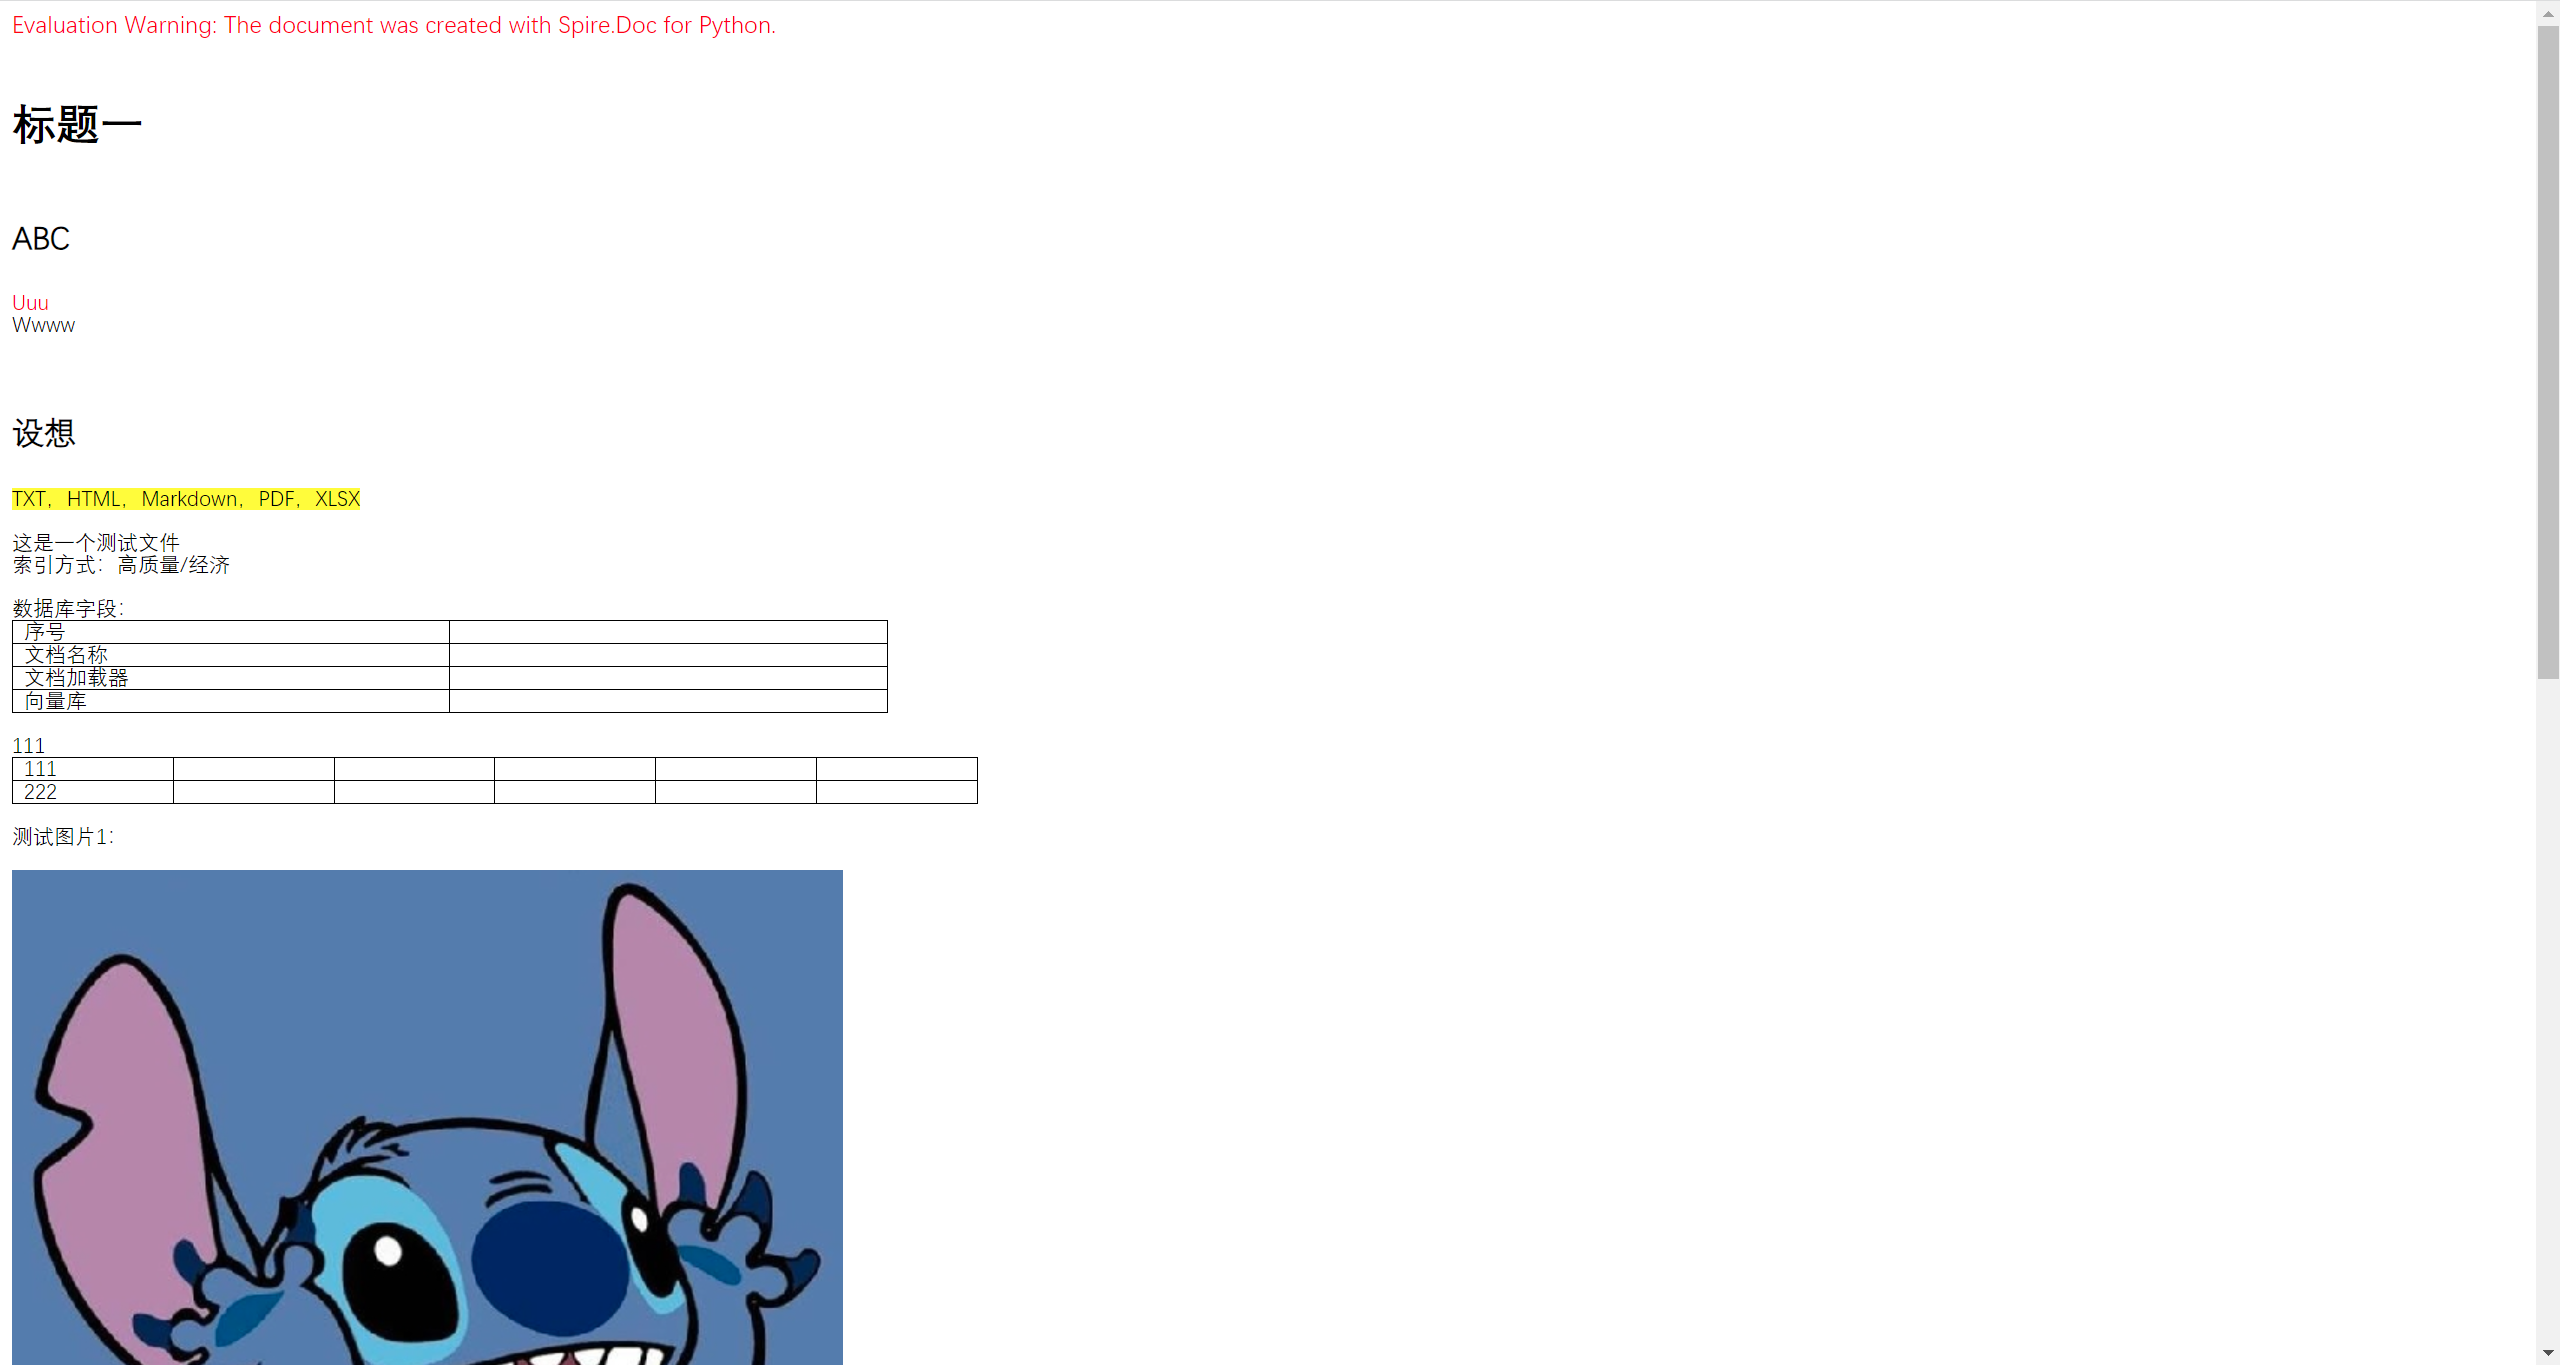 Evaluation Warning: The document was created with Spire.Doc for Python.
标题一
ABC
Uuu
Wwww
设想
TXT，HTML，Markdown，PDF，XLSX
这是一个测试文件
索引方式：高质量/经济
数据库字段：
序号
文档名称
文档加载器
向量库
111
111
222
测试图片1：